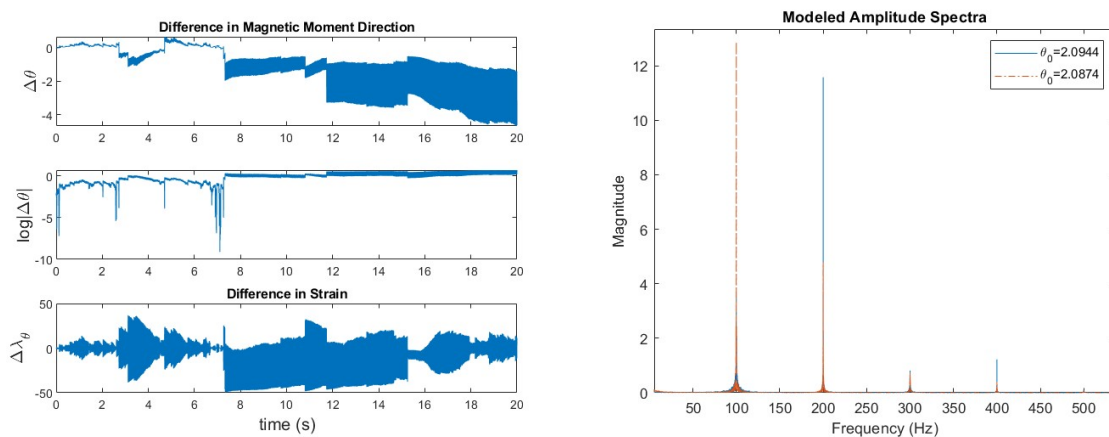 Difference in Magnetic Moment Direction
Δθ
0
-2
-4
0 2 4 6 8 10 12 14 16 18 20
log|Δθ|
0
-5
-10
0 2 4 6 8 10 12 14 16 18 20
Difference in Strain
Δλθ
50
0
-50
0 2 4 6 8 10 12 14 16 18 20
time (s)
Modeled Amplitude Spectra
θ0=2.0944
θ0=2.0874
Magnitude
12
10
8
6
4
2
0
50 100 150 200 250 300 350 400 450 500
Frequency (Hz)